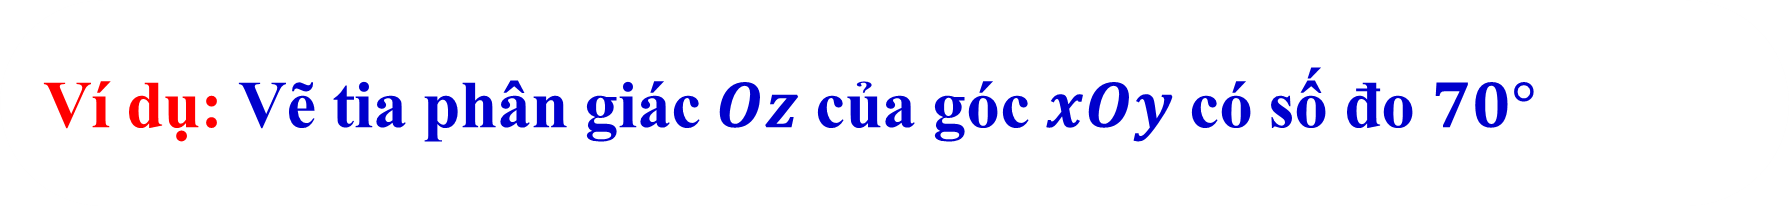 Ví dụ: Vẽ tia phân giác Oz của góc xOy có số đo 70°